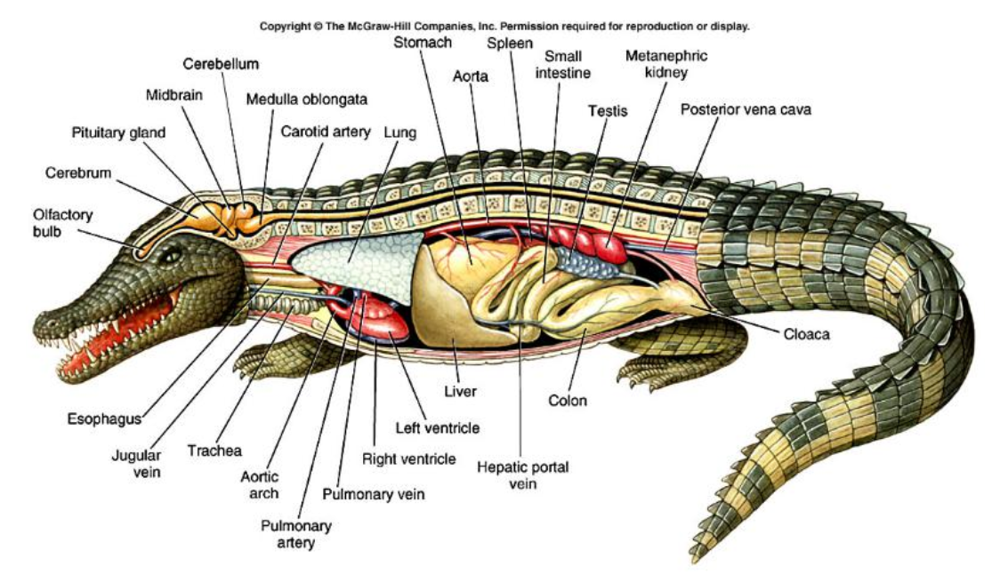 Copyright © The McGraw-Hill Companies, Inc. Permission required for reproduction or display.
Stomach
Spleen
Small
intestine
Metanephric
kidney
Cerebellum
Aorta
Midbrain
Medulla oblongata
Testis
Posterior vena cava
Pituitary gland
Carotid artery
Lung
Cerebrum
Olfactory
bulb
Cloaca
Liver
Colon
Esophagus
Left ventricle
Jugular
vein
Trachea
Right ventricle
Aortic
arch
Hepatic portal
vein
Pulmonary vein
Pulmonary
artery